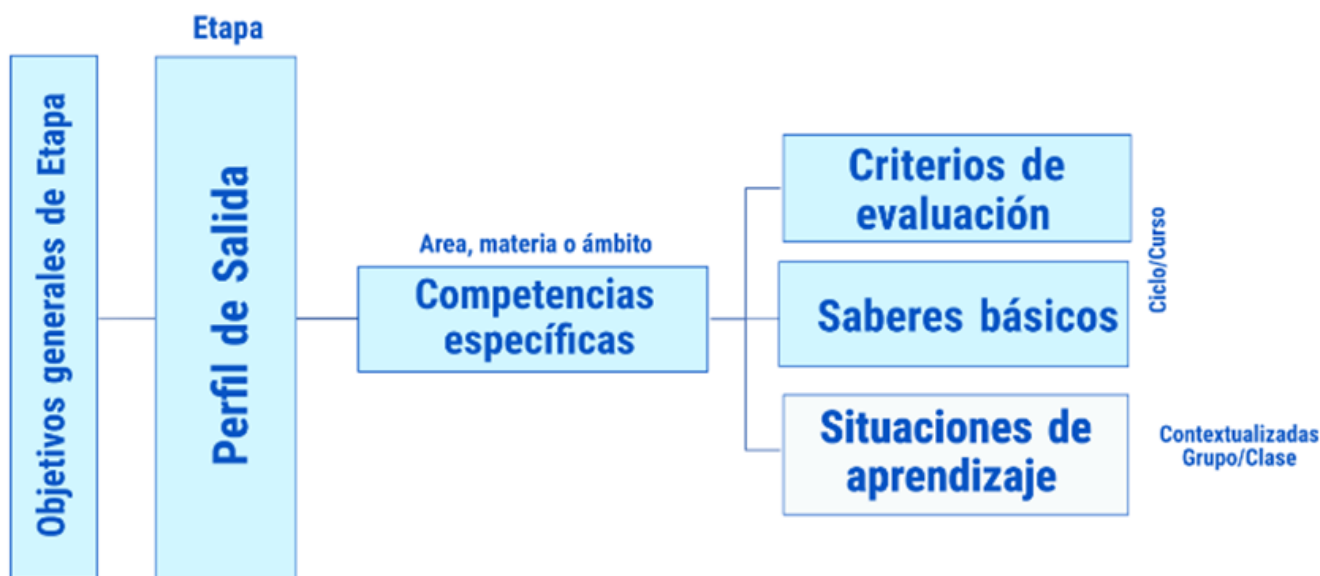 Objetivos generales de Etapa
Etapa
Perfil de Salida
Area, materia o ámbito
Competencias
específicas
Criterios de
evaluación
Saberes básicos
Ciclo/Curso
Situaciones de
aprendizaje
Contextualizadas
Grupo/Clase